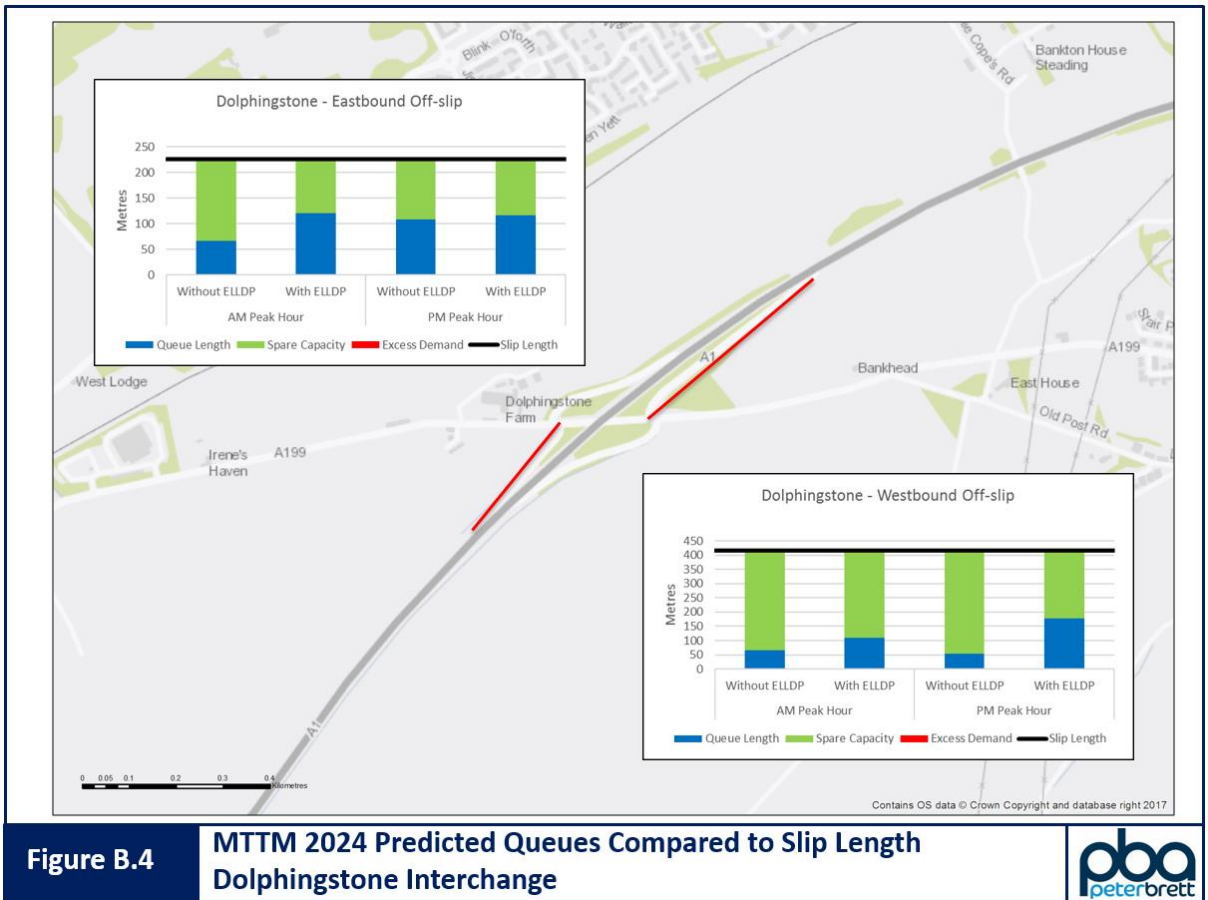 Blink O'forth
Cope's Rd
Bankton House
Steading
Dolphingstone - Eastbound Off-slip
250
200
150
100
50
0
Metres
Without ELLDP With ELLDP Without ELLDP With ELLDP
AM Peak Hour PM Peak Hour
Queue Length Spare Capacity Excess Demand Slip Length
Yett
West Lodge
Dolphingstone
Farm
Irene's
Haven
A199
A1
Bankhead
A199
East House
Old Post Rd
Dolphingstone - Westbound Off-slip
450
400
350
300
250
200
150
100
50
0
Metres
Without ELLDP With ELLDP Without ELLDP With ELLDP
AM Peak Hour PM Peak Hour
Queue Length Spare Capacity Excess Demand Slip Length
A1
0 0.05 0.1 0.2 0.3 0.4
Kilometres
Contains OS data © Crown Copyright and database right 2017
Figure B.4
MTTM 2024 Predicted Queues Compared to Slip Length
Dolphingstone Interchange
pba
peterbrett